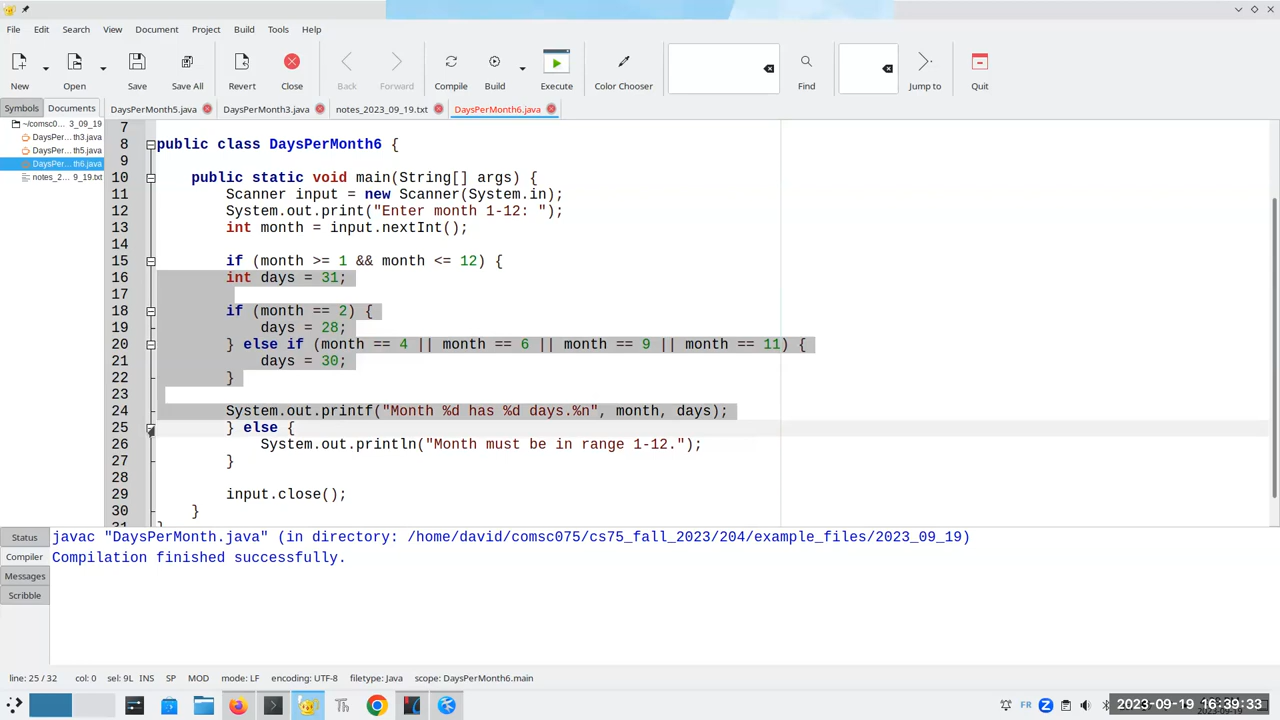 File Edit Search View Document Project Build Tools Help
New Open Save Save All Revert Close Back Forward Compile Build Execute Color Chooser Find Jump to Quit
Symbols Documents DaysPerMonth5.java DaysPerMonth3.java notes_2023_09_19.txt DaysPerMonth6.java
~/comsc0... 3_09_19
DaysPer...th3.java
DaysPer...th5.java
DaysPer...th6.java
notes_2...9_19.txt
7
8 public class DaysPerMonth6 {
9
10 public static void main(String[] args) {
11 Scanner input = new Scanner(System.in);
12 System.out.print("Enter month 1-12: ");
13 int month = input.nextInt();
14
15 if (month >= 1 && month <= 12) {
16 int days = 31;
17
18 if (month == 2) {
19 days = 28;
20 } else if (month == 4 || month == 6 || month == 9 || month == 11) {
21 days = 30;
22 }
23
24 System.out.printf("Month %d has %d days.%n", month, days);
25 } else {
26 System.out.println("Month must be in range 1-12.");
27 }
28
29 input.close();
30 }
Status
Compiler
Messages
Scribble
javac "DaysPerMonth.java" (in directory: /home/david/comsc075/cs75_fall_2023/204/example_files/2023_09_19)
Compilation finished successfully.
line: 25 / 32 col: 0 sel: 9L INS SP MOD mode: LF encoding: UTF-8 filetype: Java scope: DaysPerMonth6.main
Th FR 2023-09-19 16:39:33